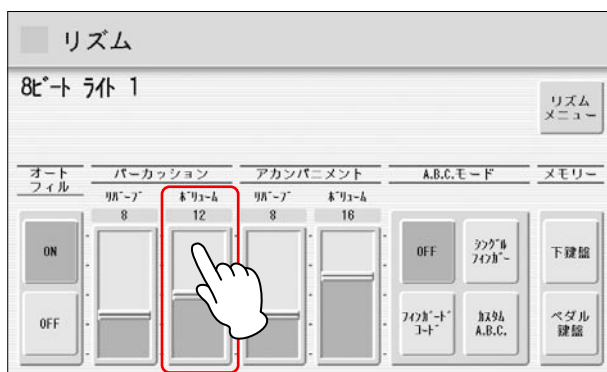 リズム
8ビート ライト 1
リズム
メニュー
オート
フィル
パーカッション
アカンパニメント
A.B.C.モード
メモリー
リバーブ
ボリューム
リバーブ
ボリューム
8
12
8
16
ON
OFF
OFF
シングル
フィンガー
フィンガード
コード
カスタム
A.B.C.
下鍵盤
ペダル
鍵盤